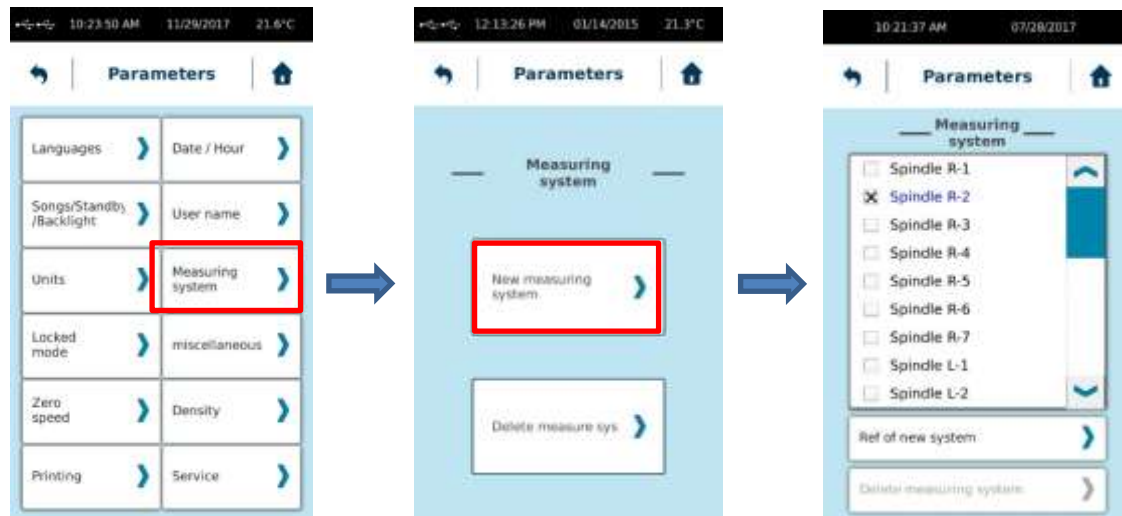 10:23:50 AM 11/29/2017 21.6°C
Parameters
Languages
Date / Hour
Songs/Standby
/Backlight
User name
Units
Measuring
system
Locked
mode
miscellaneous
Zero
speed
Density
Printing
Service
12:13:26 PM 01/14/2015 21.3°C
Parameters
Measuring
system
New measuring
system
Delete measure sys
10:21:37 AM 07/28/2017
Parameters
Measuring
system
Spindle R-1
Spindle R-2
Spindle R-3
Spindle R-4
Spindle R-5
Spindle R-6
Spindle R-7
Spindle L-1
Spindle L-2
Ref of new system
Delete measuring system